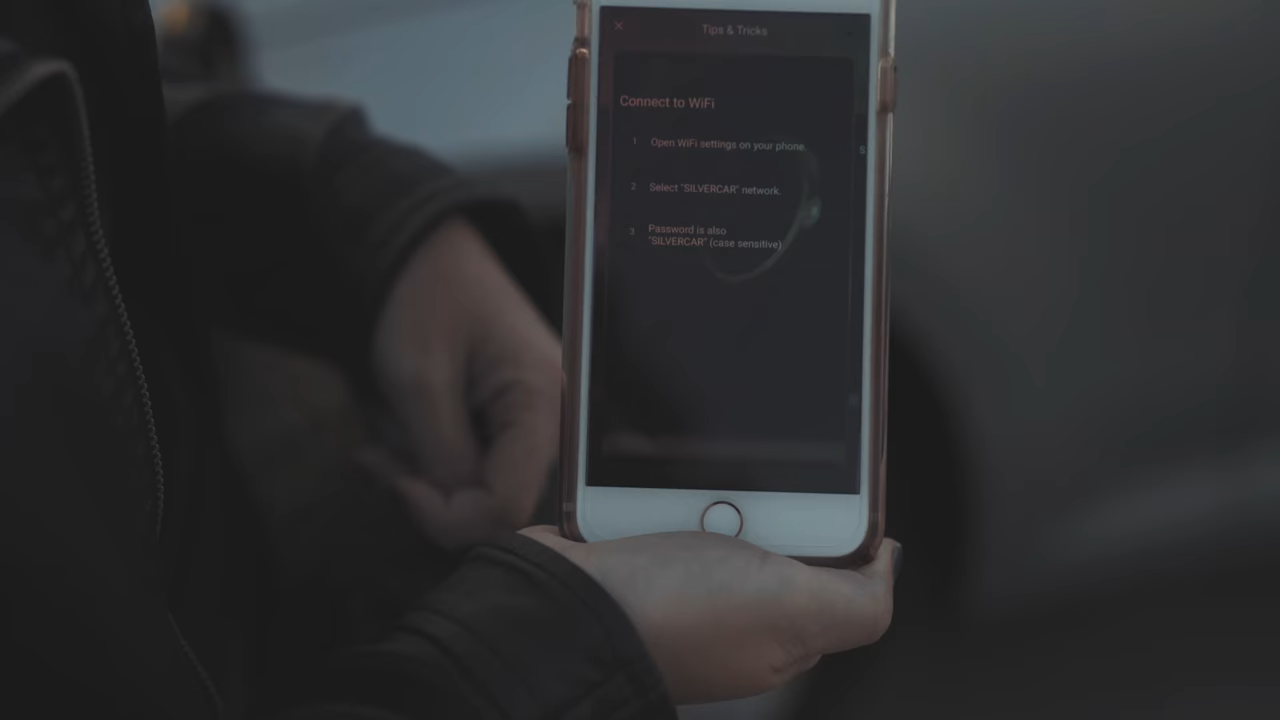 Tips & Tricks
Connect to WiFi
1 Open WiFi settings on your phone.
S
2 Select "SILVERCAR" network.
3 Password is also
"SILVERCAR" (case sensitive)